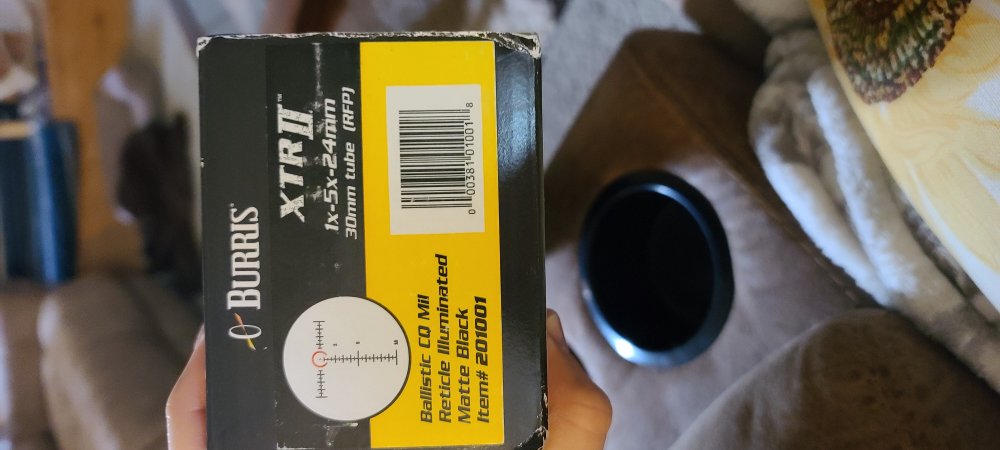 BURRIS®
XTR II™
1x-5x-24mm
30mm tube (RFP)
0 00381 01001 8
Ballistic CQ Mil
Reticle Illuminated
Matte Black
Item# 201001